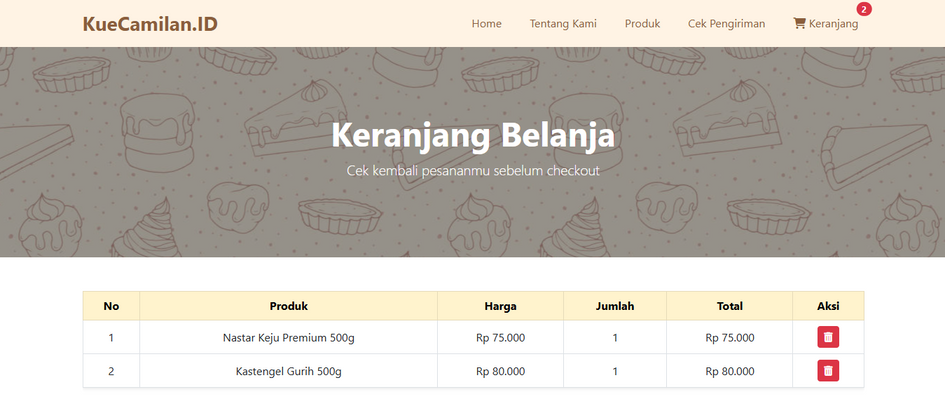 KueCamilan.ID Home Tentang Kami Produk Cek Pengiriman Keranjang 2
Keranjang Belanja
Cek kembali pesananmu sebelum checkout
No Produk Harga Jumlah Total Aksi
1 Nastar Keju Premium 500g Rp 75.000 1 Rp 75.000
2 Kastengel Gurih 500g Rp 80.000 1 Rp 80.000